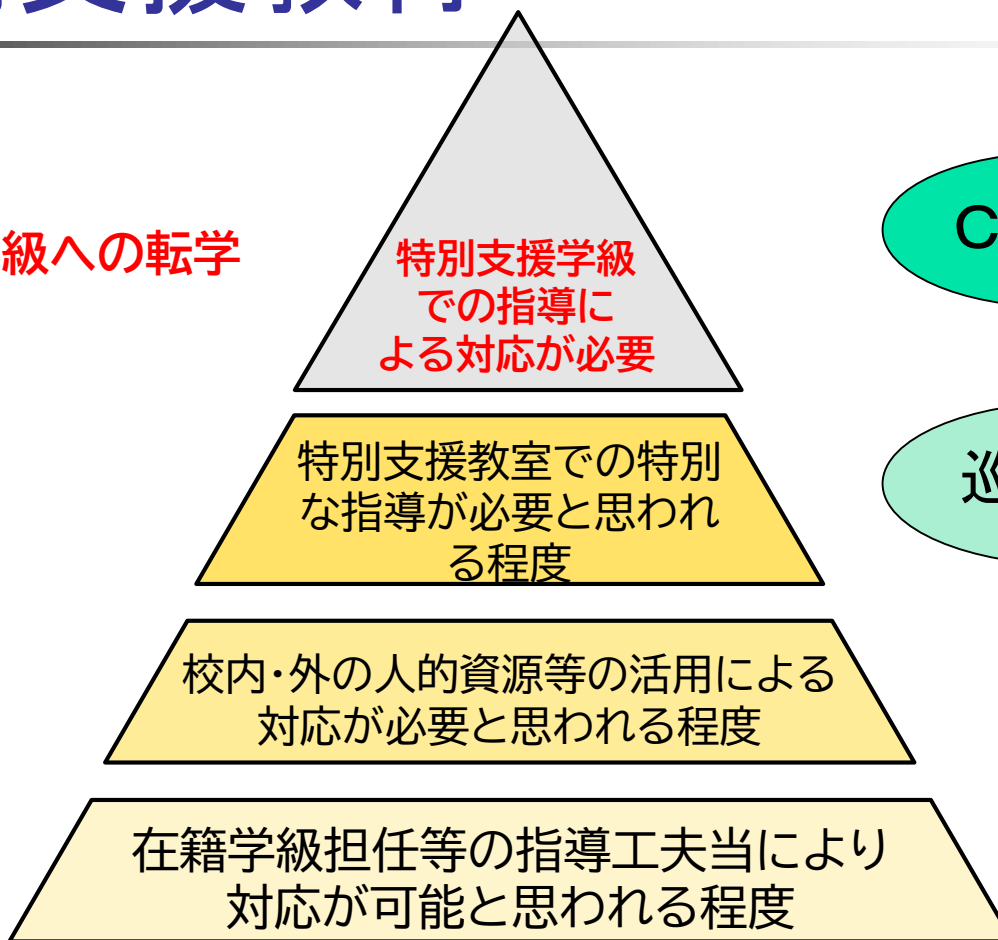 級への転学
特別支援学級
での指導に
よる対応が必要
C
巡
特別支援教室での特別
な指導が必要と思われ
る程度
校内・外の人的資源等の活用による
対応が必要と思われる程度
在籍学級担任等の指導工夫当により
対応が可能と思われる程度